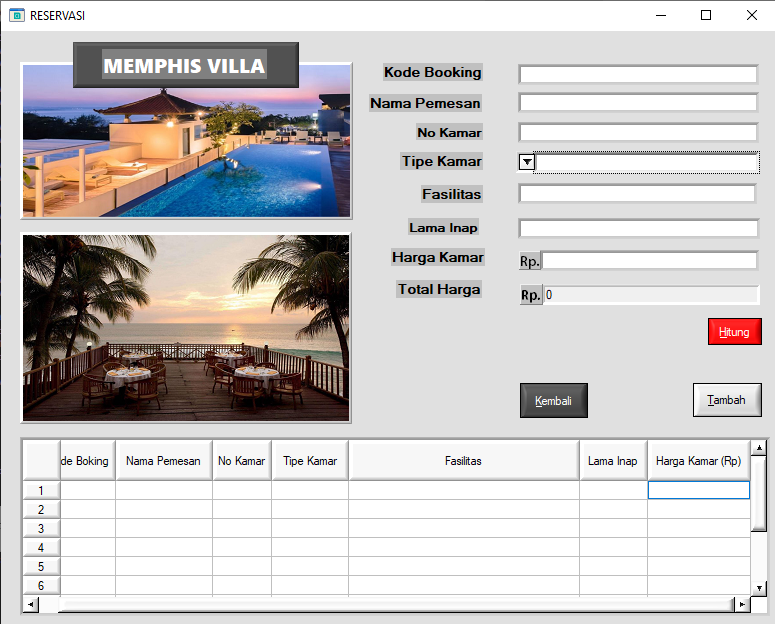 RESERVASI
MEMPHIS VILLA
Kode Booking
Nama Pemesan
No Kamar
Tipe Kamar
Fasilitas
Lama Inap
Harga Kamar
Rp.
Total Harga
Rp. 0
Hitung
Kembali
Tambah
de Boking Nama Pemesan No Kamar Tipe Kamar Fasilitas Lama Inap Harga Kamar (Rp)
1
2
3
4
5
6